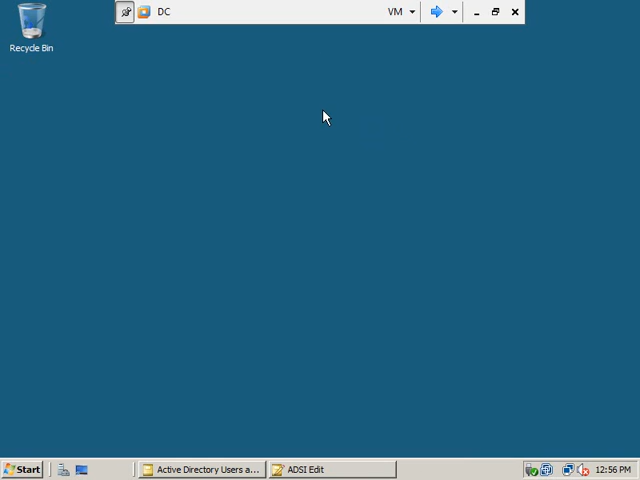 DC
VM
Recycle Bin
Start
Active Directory Users a...
ADSI Edit
12:56 PM